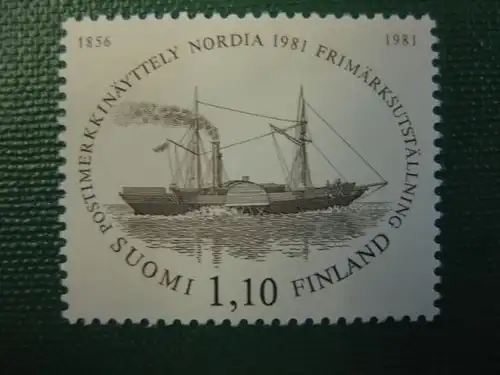 1856
1981
POSTIMERKKINÄYTTELY NORDIA 1981 FRIMÄRKSUTSTÄLLNING
SUOMI 1,10 FINLAND